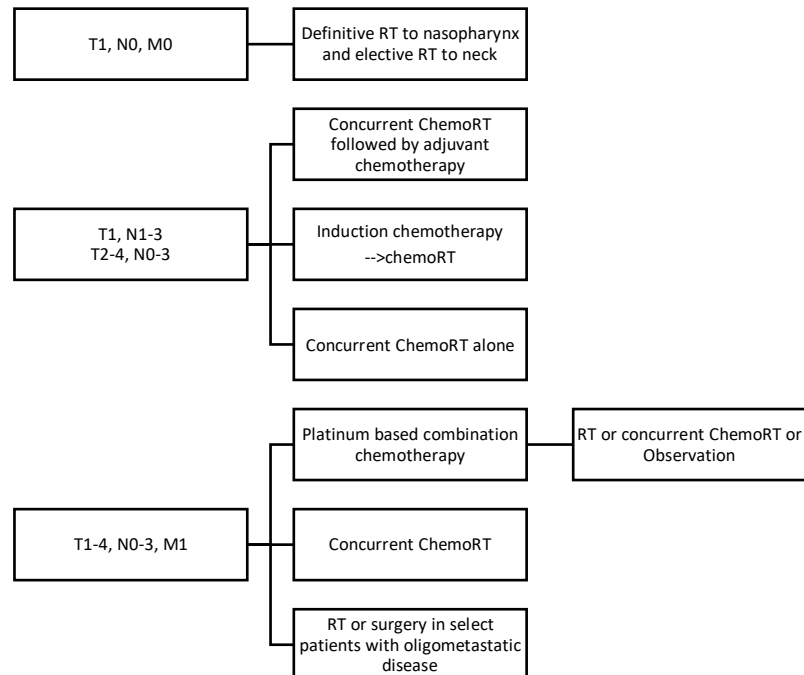 T1, N0, M0
Definitive RT to nasopharynx
and elective RT to neck
Concurrent ChemoRT
followed by adjuvant
chemotherapy
T1, N1-3
T2-4, N0-3
Induction chemotherapy
-->chemoRT
Concurrent ChemoRT alone
Platinum based combination
chemotherapy
RT or concurrent ChemoRT or
Observation
T1-4, N0-3, M1
Concurrent ChemoRT
RT or surgery in select
patients with oligometastatic
disease